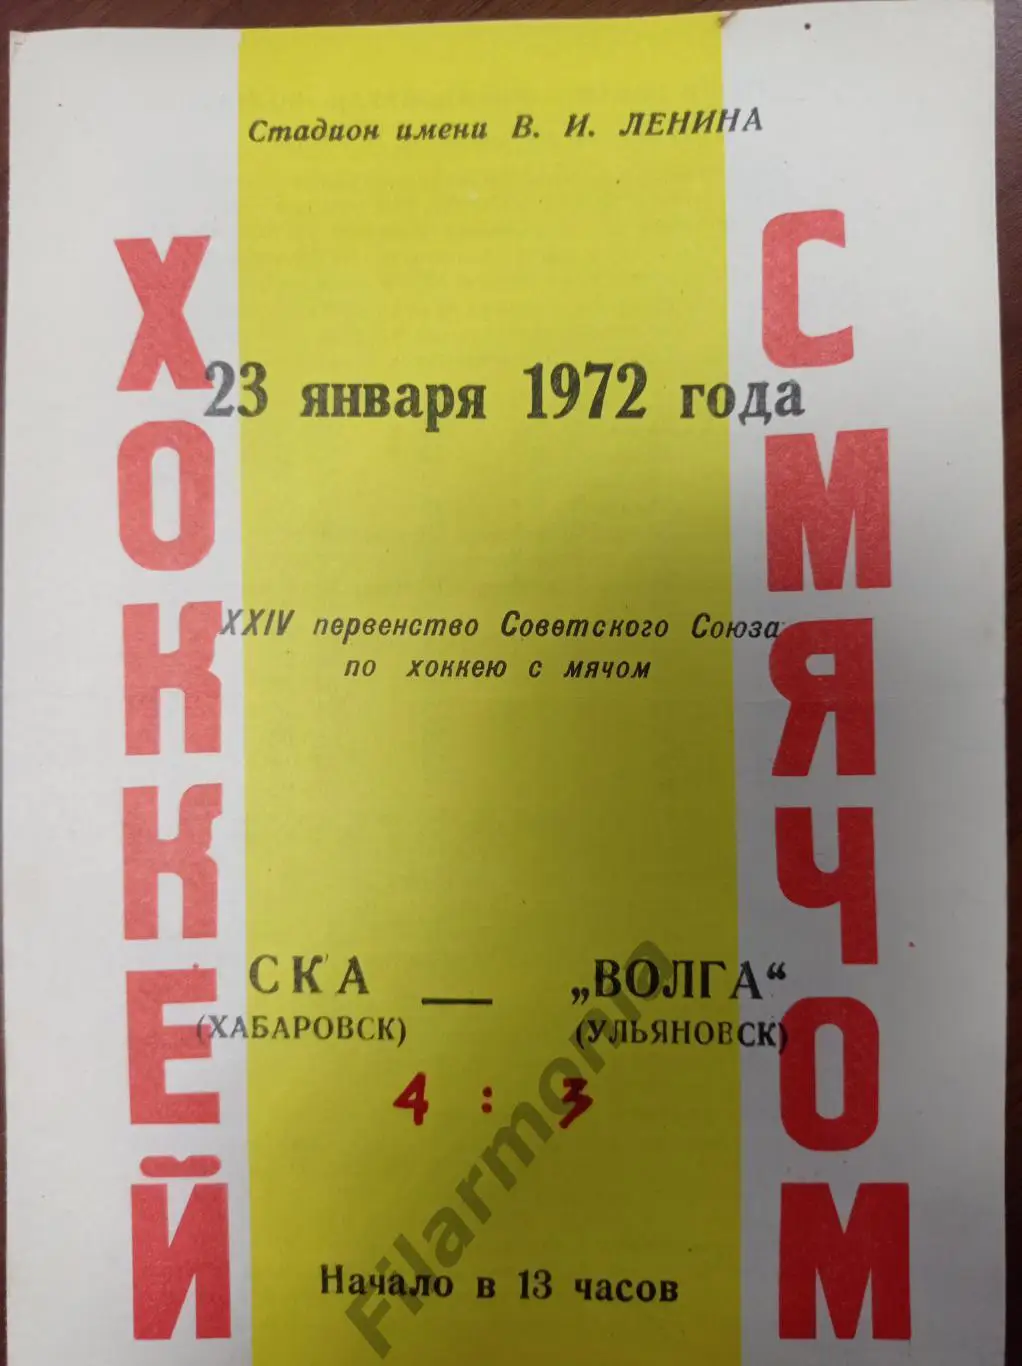 Стадион имени В. И. ЛЕНИНА
ХОККЕЙ
С МЯЧОМ
23 января 1972 года
XXIV первенство Советского Союза
по хоккею с мячом
СКА — „ВОЛГА“
(ХАБАРОВСК) (УЛЬЯНОВСК)
4 : 3
Начало в 13 часов
Filarmonia